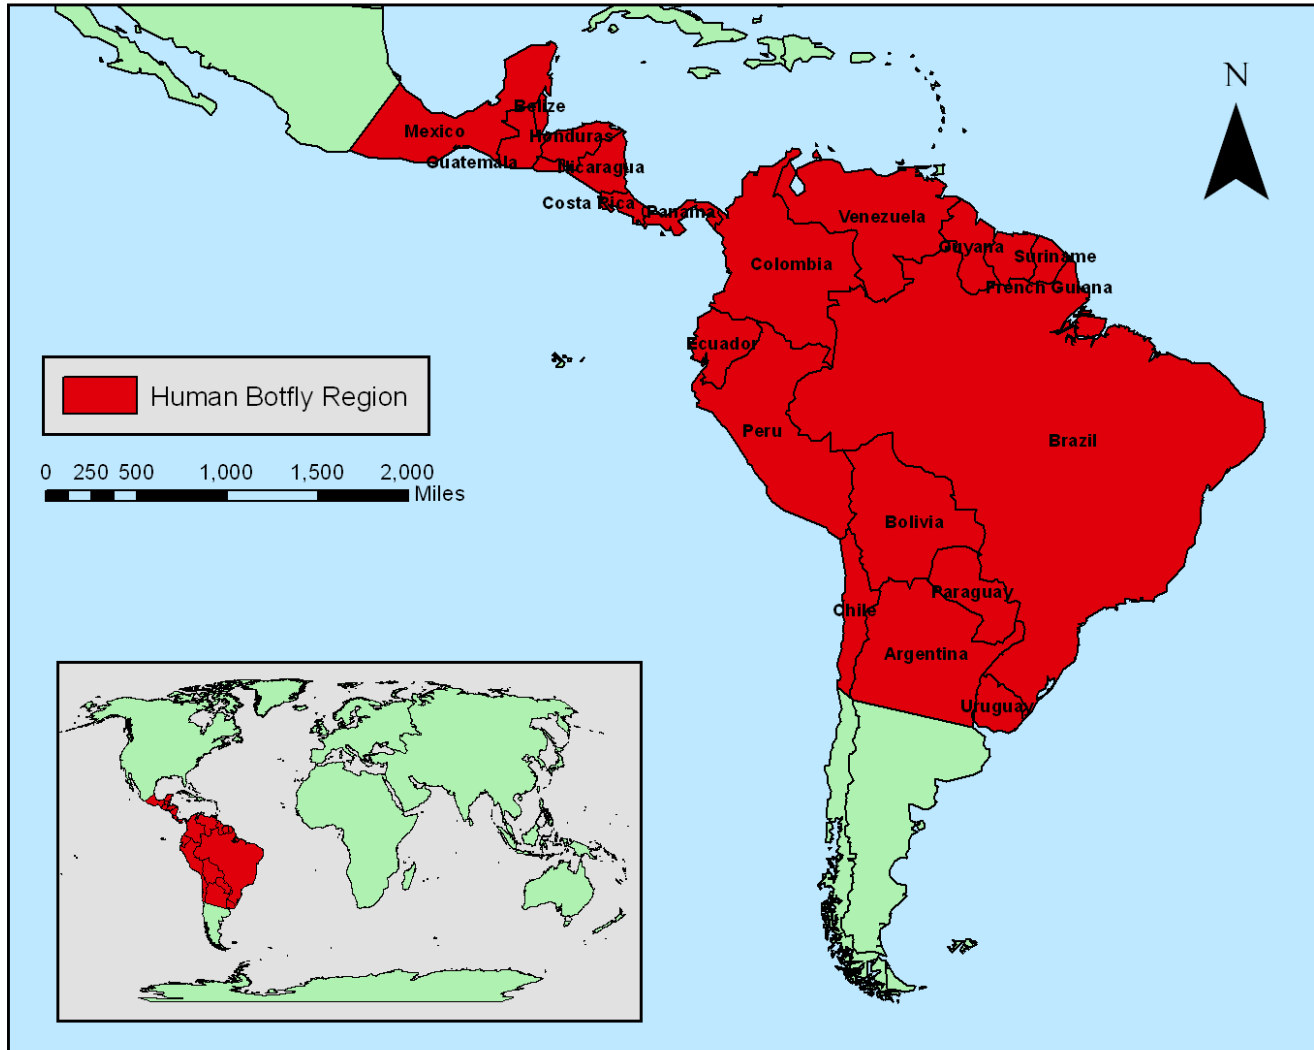 N
Belize
Mexico
Honduras
Guatemala
Nicaragua
Costa Rica
Panama
Venezuela
Guyana
Suriname
Colombia
French Guiana
Ecuador
Human Botfly Region
Peru
Brazil
0 250 500 1,000 1,500 2,000
Miles
Bolivia
Paraguay
Chile
Argentina
Uruguay